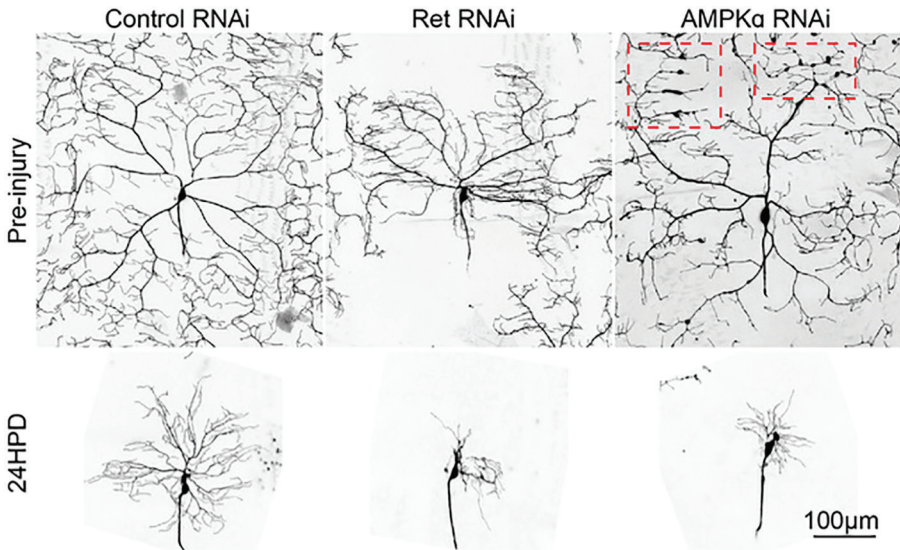 Control RNAi
Ret RNAi
AMPKα RNAi
Pre-injury
24HPD
100µm